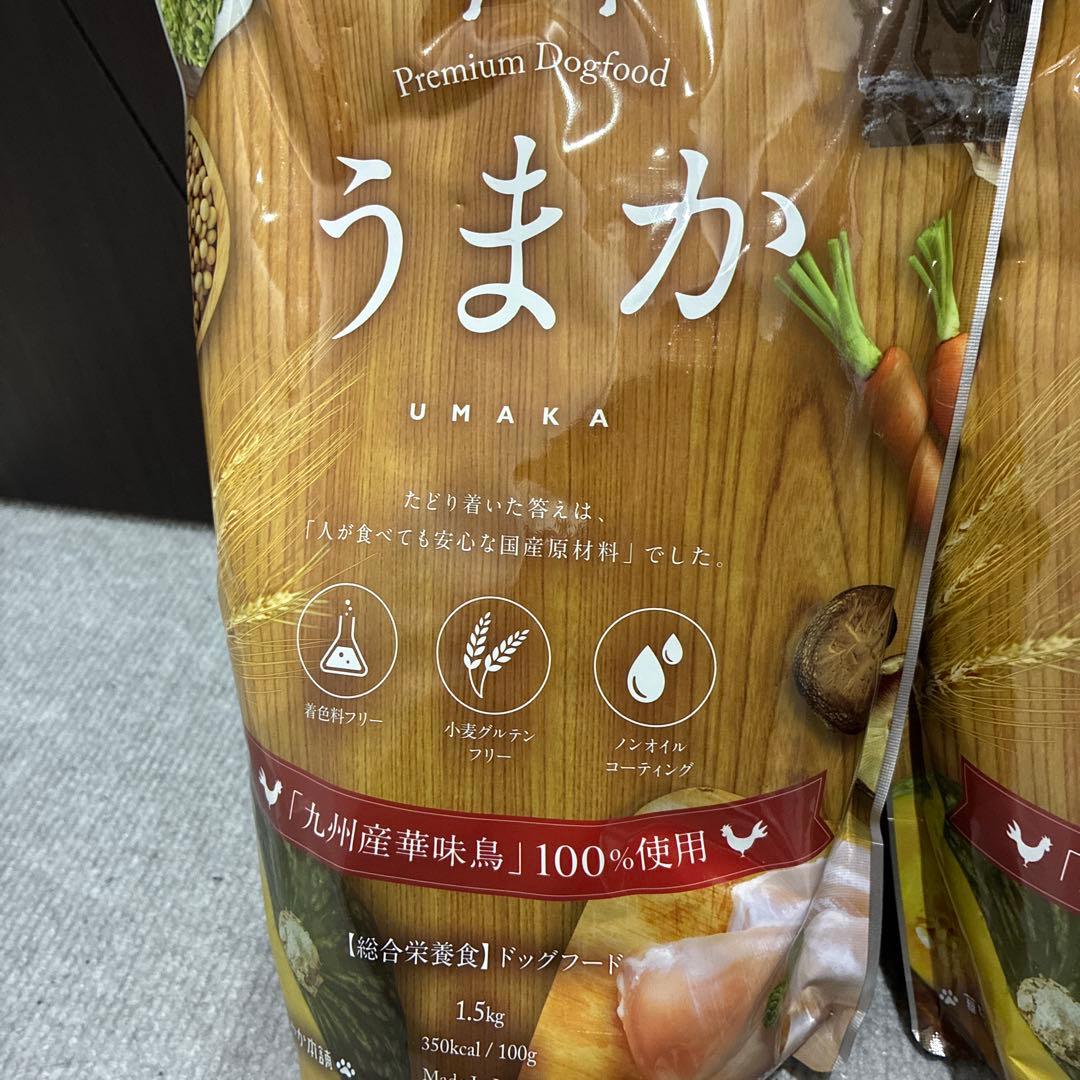 Premium Dogfood
うまか
UMAKA
たどり着いた答えは、
「人が食べても安心な国産原材料」でした。
着色料フリー
小麦グルテン
フリー
ノンオイル
コーティング
「九州産華味鳥」100%使用
【総合栄養食】ドッグフード
1.5kg
350kcal / 100g
か本舗
「